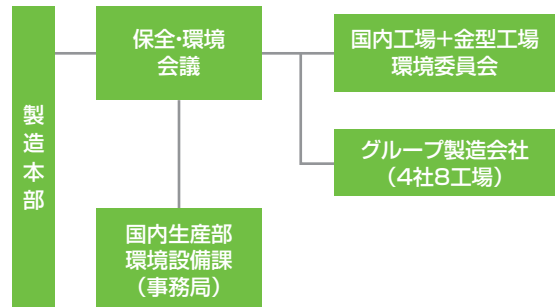 製造本部
保全・環境
会議
国内工場＋金型工場
環境委員会
グループ製造会社
（4社8工場）
国内生産部
環境設備課
（事務局）